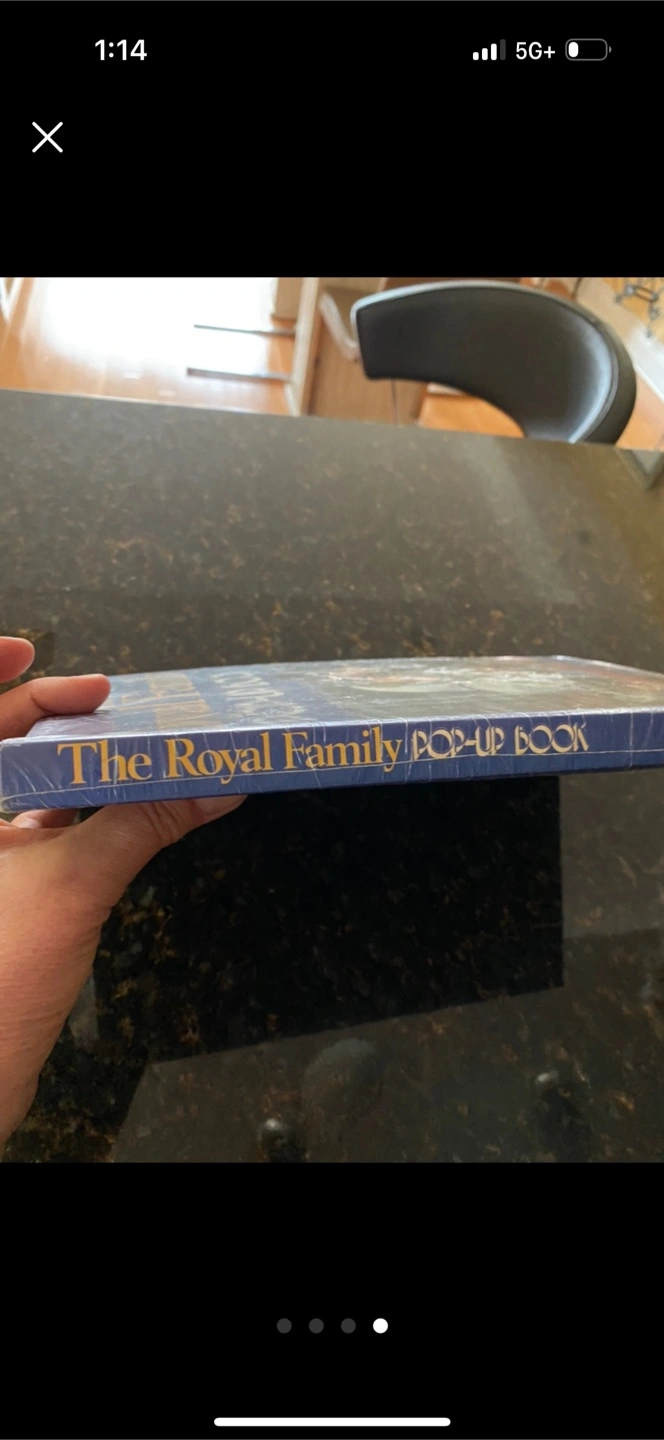 1:14
5G+
The Royal Family POP-UP BOOK